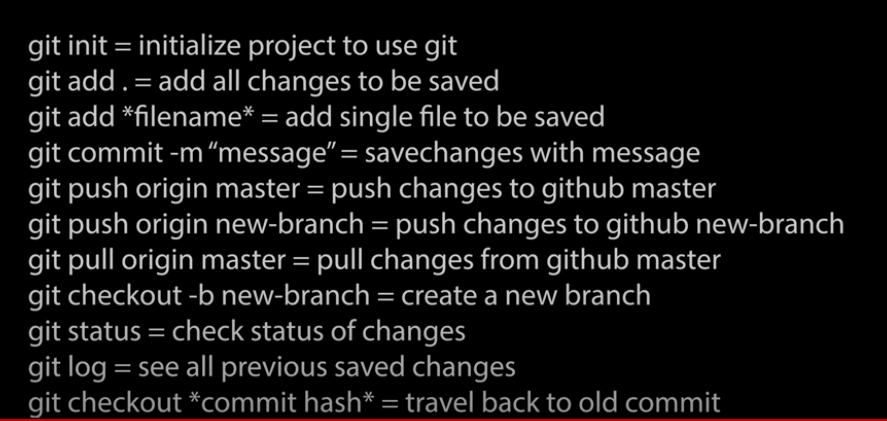 git init = initialize project to use git
git add . = add all changes to be saved
git add *filename* = add single file to be saved
git commit -m “message” = savechanges with message
git push origin master = push changes to github master
git push origin new-branch = push changes to github new-branch
git pull origin master = pull changes from github master
git checkout -b new-branch = create a new branch
git status = check status of changes
git log = see all previous saved changes
git checkout *commit hash* = travel back to old commit